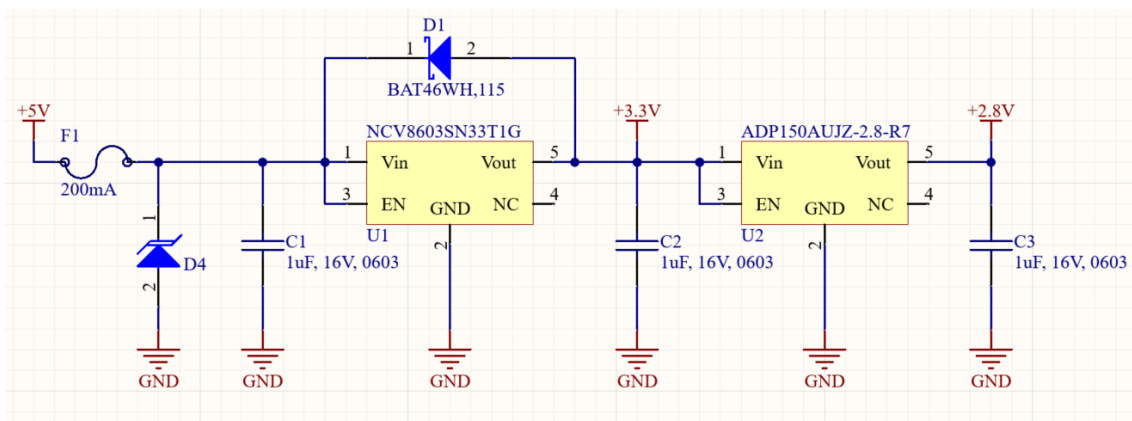 D1
1
2
BAT46WH,115
+5V
F1
200mA
NCV8603SN33T1G
1
Vin
Vout
5
3
EN
GND
NC
4
U1
2
+3.3V
ADP150AUJZ-2.8-R7
1
Vin
Vout
5
3
EN
GND
NC
4
U2
2
+2.8V
1
D4
2
C1
1uF, 16V, 0603
C2
1uF, 16V, 0603
C3
1uF, 16V, 0603
GND
GND
GND
GND
GND
GND